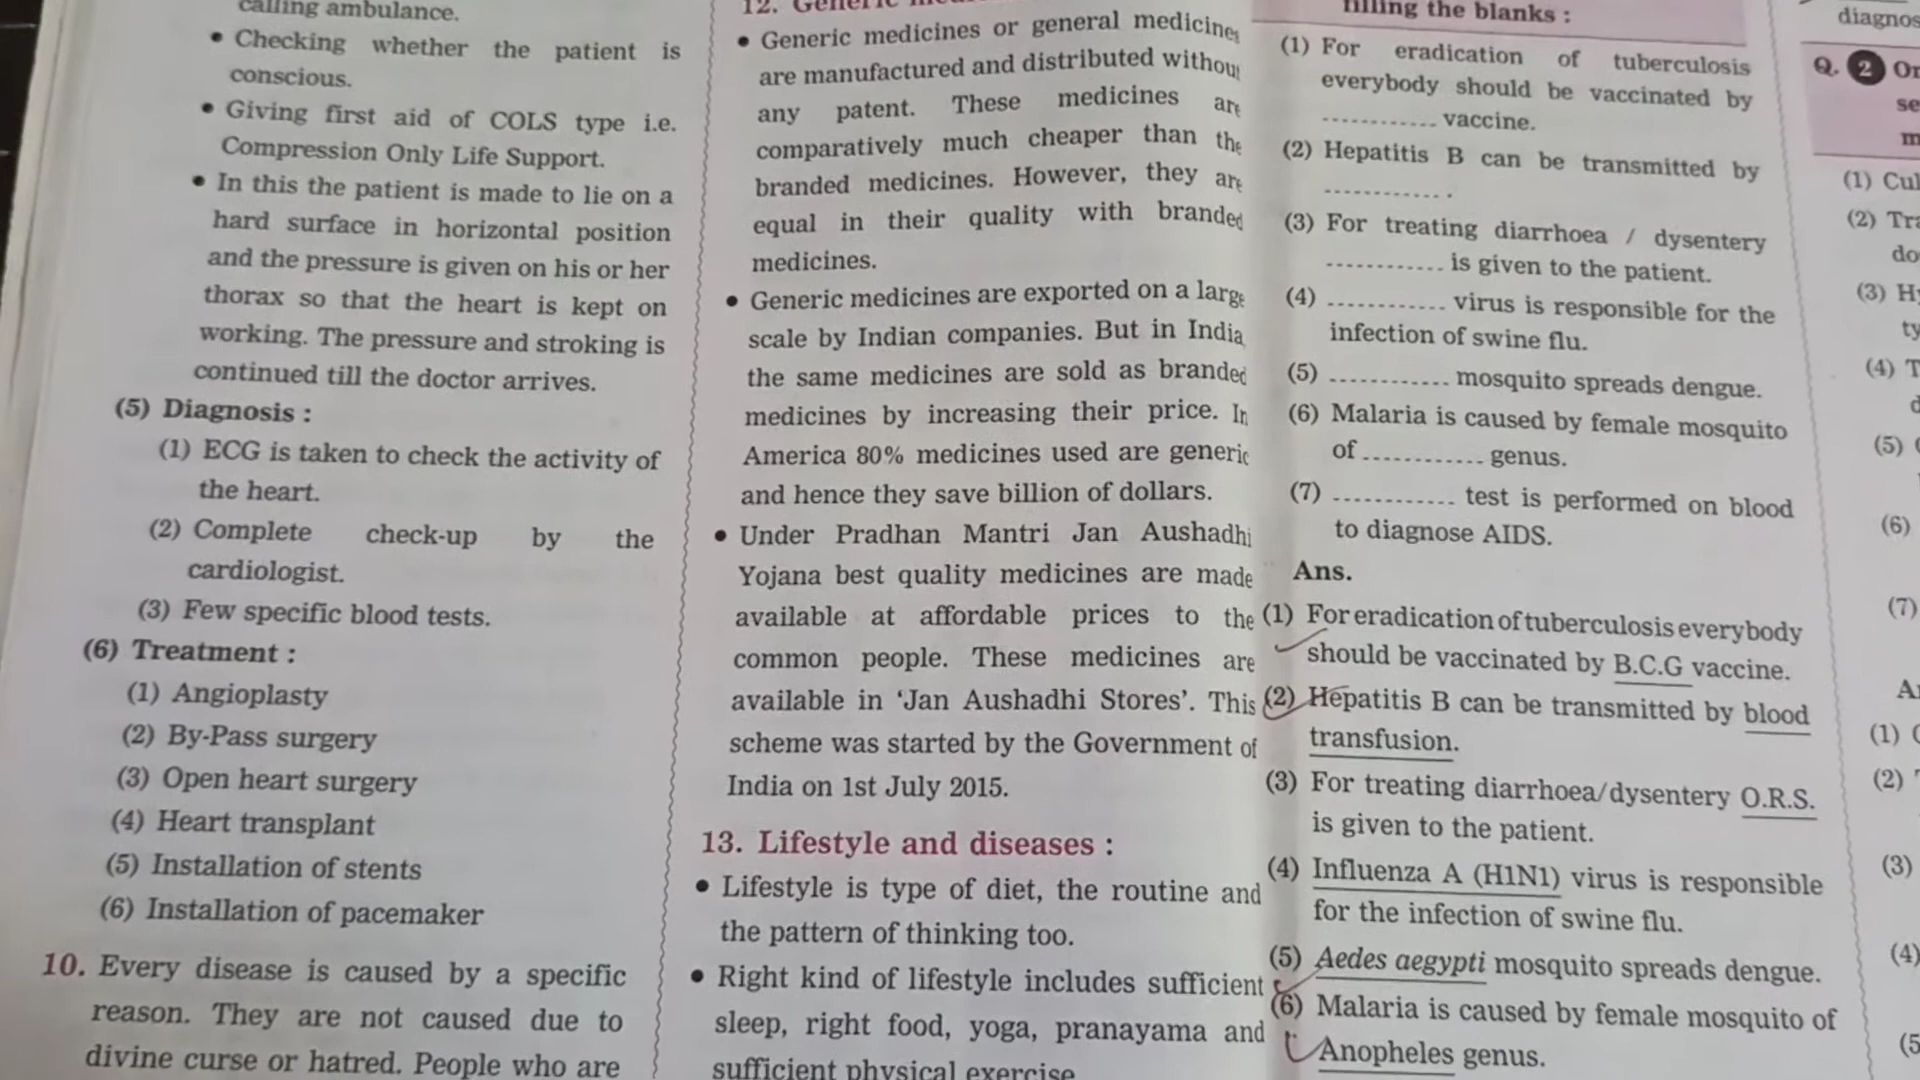 calling ambulance.
• Checking whether the patient is
conscious.
• Giving first aid of COLS type i.e.
Compression Only Life Support.
• In this the patient is made to lie on a
hard surface in horizontal position
and the pressure is given on his or her
thorax so that the heart is kept on
working. The pressure and stroking is
continued till the doctor arrives.
(5) Diagnosis :
(1) ECG is taken to check the activity of
the heart.
(2) Complete check-up by the
cardiologist.
(3) Few specific blood tests.
(6) Treatment :
(1) Angioplasty
(2) By-Pass surgery
(3) Open heart surgery
(4) Heart transplant
(5) Installation of stents
(6) Installation of pacemaker
10. Every disease is caused by a specific
reason. They are not caused due to
divine curse or hatred. People who are
12. Generic
• Generic medicines or general medicines
are manufactured and distributed without
any patent. These medicines are
comparatively much cheaper than the
branded medicines. However, they are
equal in their quality with branded
medicines.
• Generic medicines are exported on a large
scale by Indian companies. But in India
the same medicines are sold as branded
medicines by increasing their price. In
America 80% medicines used are generic
and hence they save billion of dollars.
• Under Pradhan Mantri Jan Aushadhi
Yojana best quality medicines are made
available at affordable prices to the
common people. These medicines are
available in ‘Jan Aushadhi Stores’. This
scheme was started by the Government of
India on 1st July 2015.
13. Lifestyle and diseases :
• Lifestyle is type of diet, the routine and
the pattern of thinking too.
• Right kind of lifestyle includes sufficient
sleep, right food, yoga, pranayama and
sufficient physical exercise
filling the blanks :
(1) For eradication of tuberculosis
everybody should be vaccinated by
............ vaccine.
(2) Hepatitis B can be transmitted by
............ .
(3) For treating diarrhoea / dysentery
............ is given to the patient.
(4) ............ virus is responsible for the
infection of swine flu.
(5) ............ mosquito spreads dengue.
(6) Malaria is caused by female mosquito
of ............ genus.
(7) ............ test is performed on blood
to diagnose AIDS.
Ans.
(1) For eradication of tuberculosis everybody
should be vaccinated by B.C.G vaccine.
(2) Hepatitis B can be transmitted by blood
transfusion.
(3) For treating diarrhoea/dysentery O.R.S.
is given to the patient.
(4) Influenza A (H1N1) virus is responsible
for the infection of swine flu.
(5) Aedes aegypti mosquito spreads dengue.
(6) Malaria is caused by female mosquito of
Anopheles genus.
Q. 2
(1)
(2)
do
(3)
ty
(4) T
(5)
(6)
(7)
(1)
(2)
(3)
(4)
(5